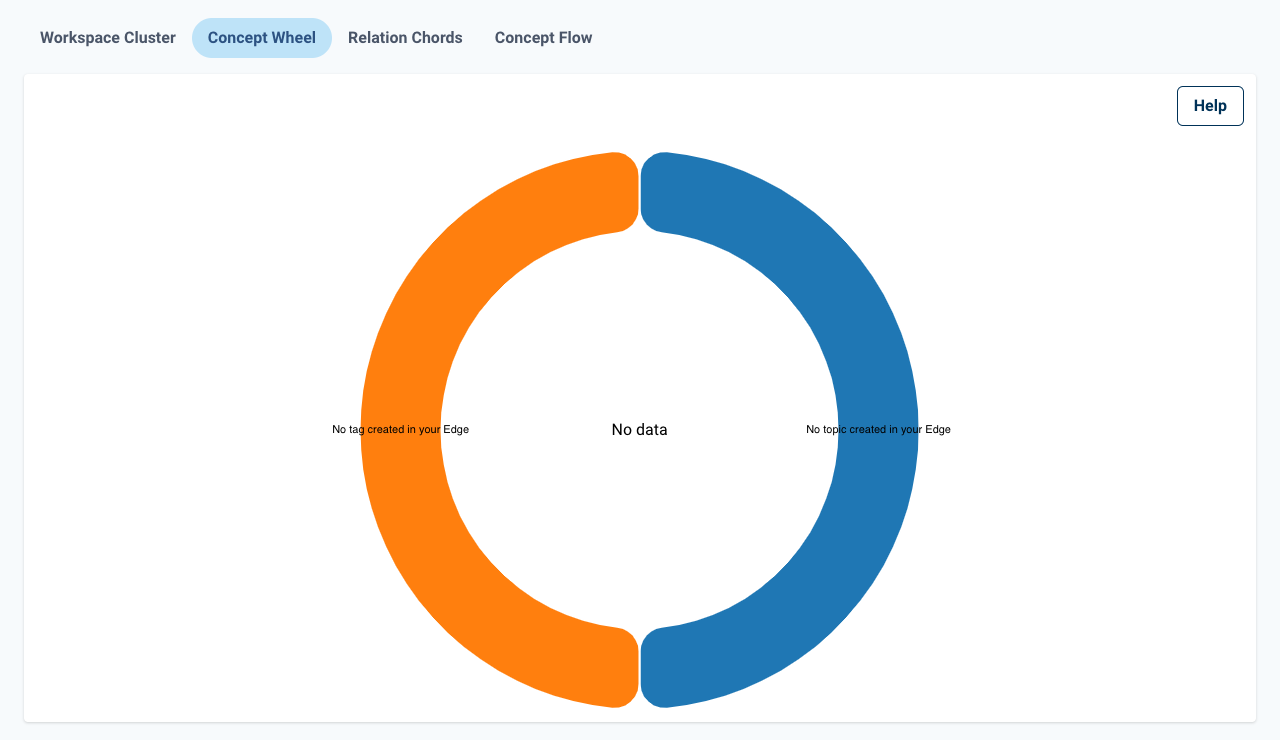 Workspace Cluster
Concept Wheel
Relation Chords
Concept Flow
Help
No tag created in your Edge
No data
No topic created in your Edge